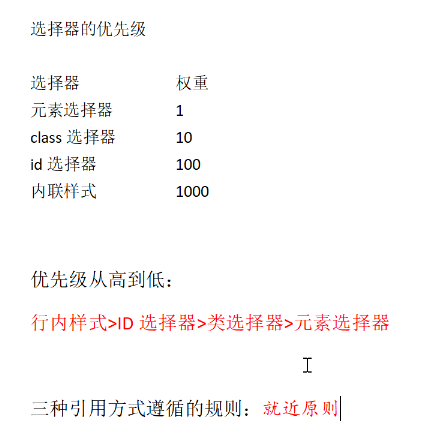 选择器的优先级
选择器 权重
元素选择器 1
class 选择器 10
id 选择器 100
内联样式 1000
优先级从高到低：
行内样式>ID 选择器>类选择器>元素选择器
三种引用方式遵循的规则：就近原则